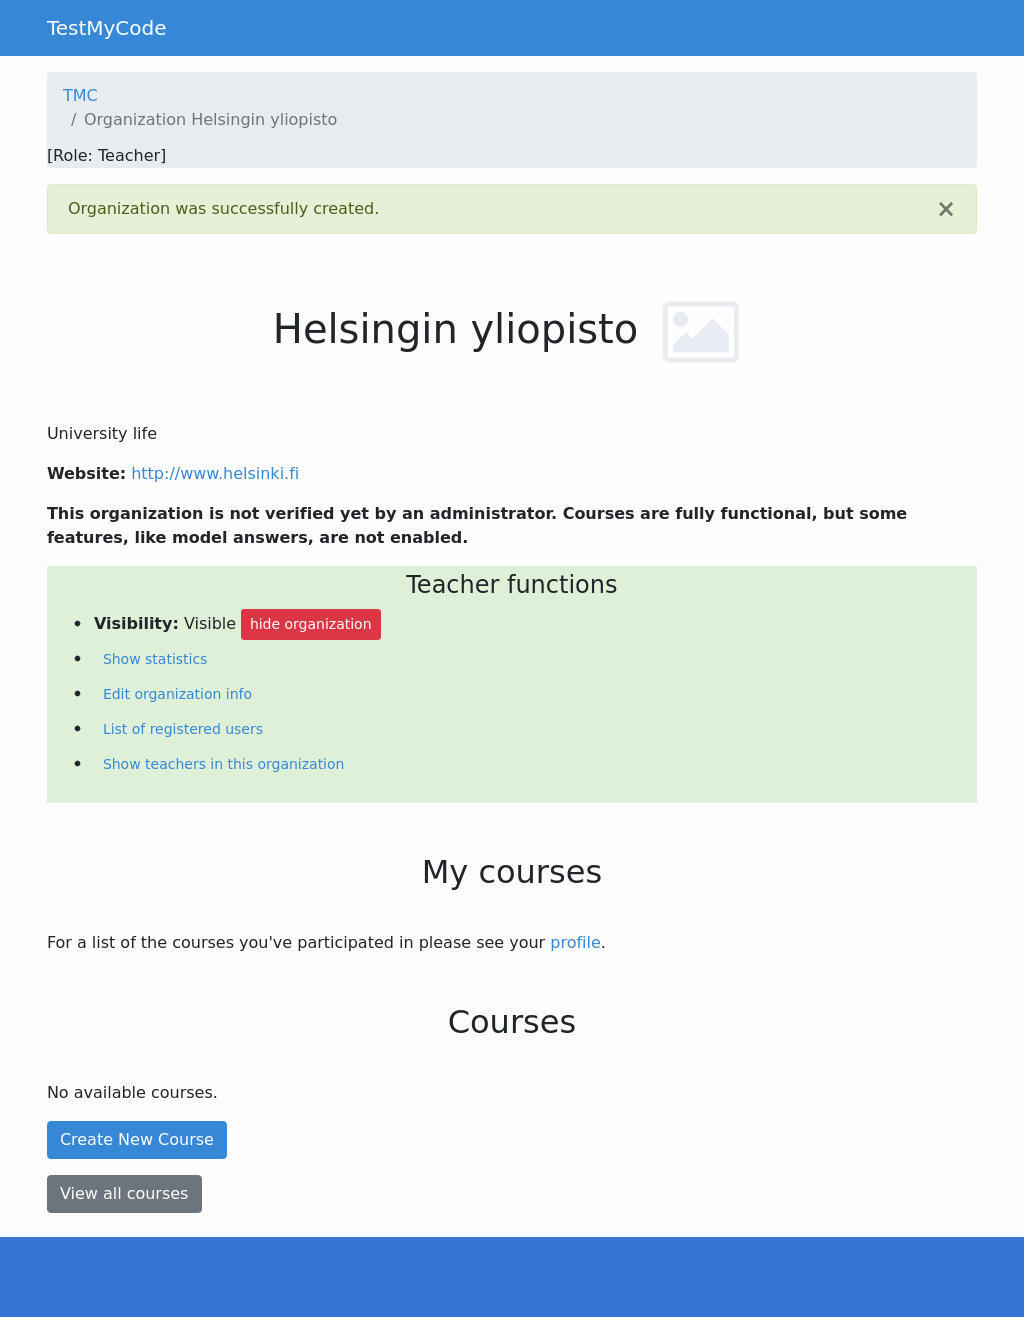 TestMyCode
TMC
/ Organization Helsingin yliopisto
[Role: Teacher]
Organization was successfully created. ×
Helsingin yliopisto
University life
Website: http://www.helsinki.fi
This organization is not verified yet by an administrator. Courses are fully functional, but some
features, like model answers, are not enabled.
Teacher functions
• Visibility: Visible hide organization
• Show statistics
• Edit organization info
• List of registered users
• Show teachers in this organization
My courses
For a list of the courses you've participated in please see your profile.
Courses
No available courses.
Create New Course
View all courses